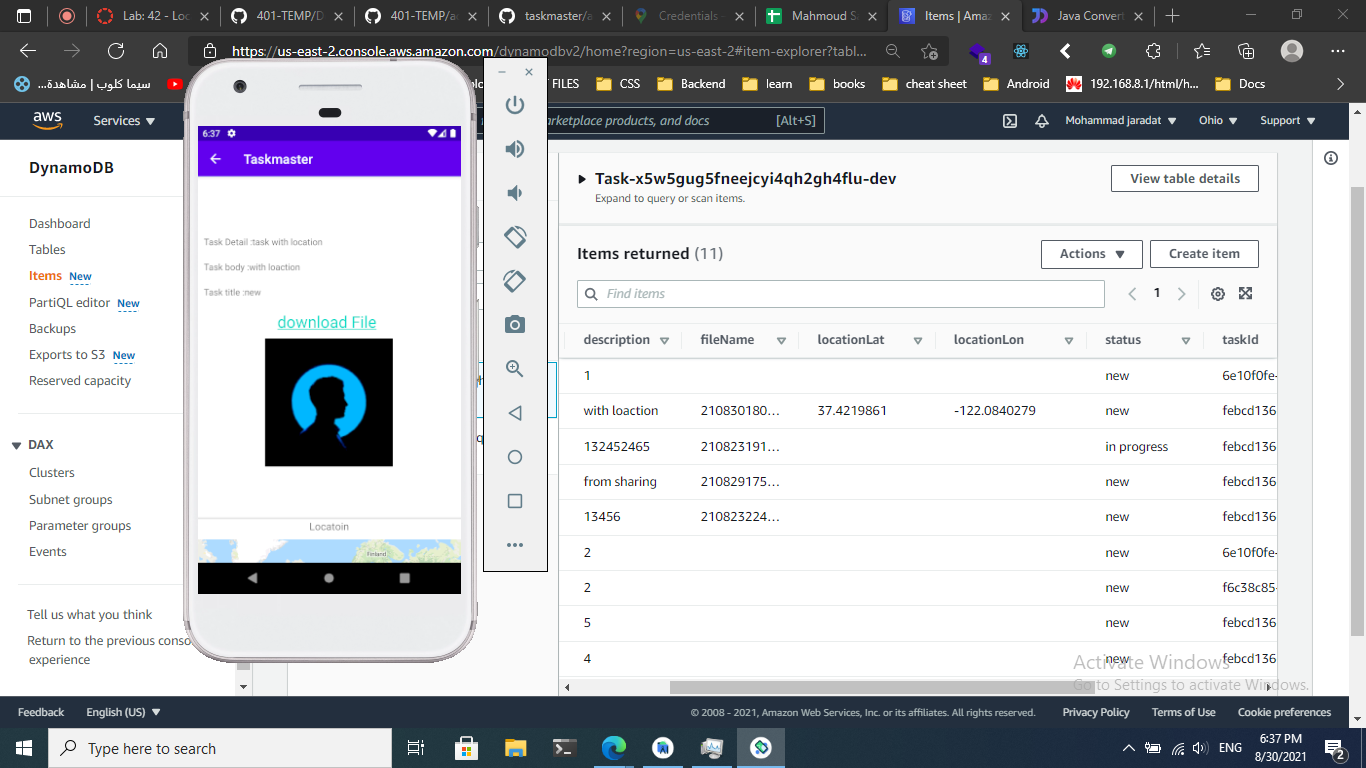 Lab: 42 - Loc
401-TEMP/D
401-TEMP/ac
taskmaster/a
Credentials -
Mahmoud S
Items | Amaz
Java Convert
https://us-east-2.console.aws.amazon.com/dynamodbv2/home?region=us-east-2#item-explorer?tabl...
4
سيما كلوب | مشاهدة...
FILES
CSS
Backend
learn
books
cheat sheet
Android
192.168.8.1/html/h...
Docs
aws
Services
arketplace products, and docs
[Alt+S]
Mohammad jaradat
Ohio
Support
DynamoDB
Dashboard
Tables
Items New
PartiQL editor New
Backups
Exports to S3 New
Reserved capacity
DAX
Clusters
Subnet groups
Parameter groups
Events
Tell us what you think
Return to the previous conso
experience
6:37
Taskmaster
Task Detail :task with location
Task body :with loaction
Task title :new
download File
Locatoin
Finland
Task-x5w5gug5fneejcyi4qh2gh4flu-dev
Expand to query or scan items.
View table details
Items returned (11)
Actions
Create item
Find items
1
description
fileName
locationLat
locationLon
status
taskId
1 new 6e10f0fe-
with loaction 210830180... 37.4219861 -122.0840279 new febcd136
132452465 210823191... in progress febcd136
from sharing 210829175... new febcd136
13456 210823224... new febcd136
2 new 6e10f0fe-
2 new f6c38c85-
5 new febcd136
4 new febcd136
Activate Windows
Go to Settings to activate Windows.
Feedback
English (US)
© 2008 - 2021, Amazon Web Services, Inc. or its affiliates. All rights reserved.
Privacy Policy
Terms of Use
Cookie preferences
Type here to search
ENG
6:37 PM
8/30/2021
2